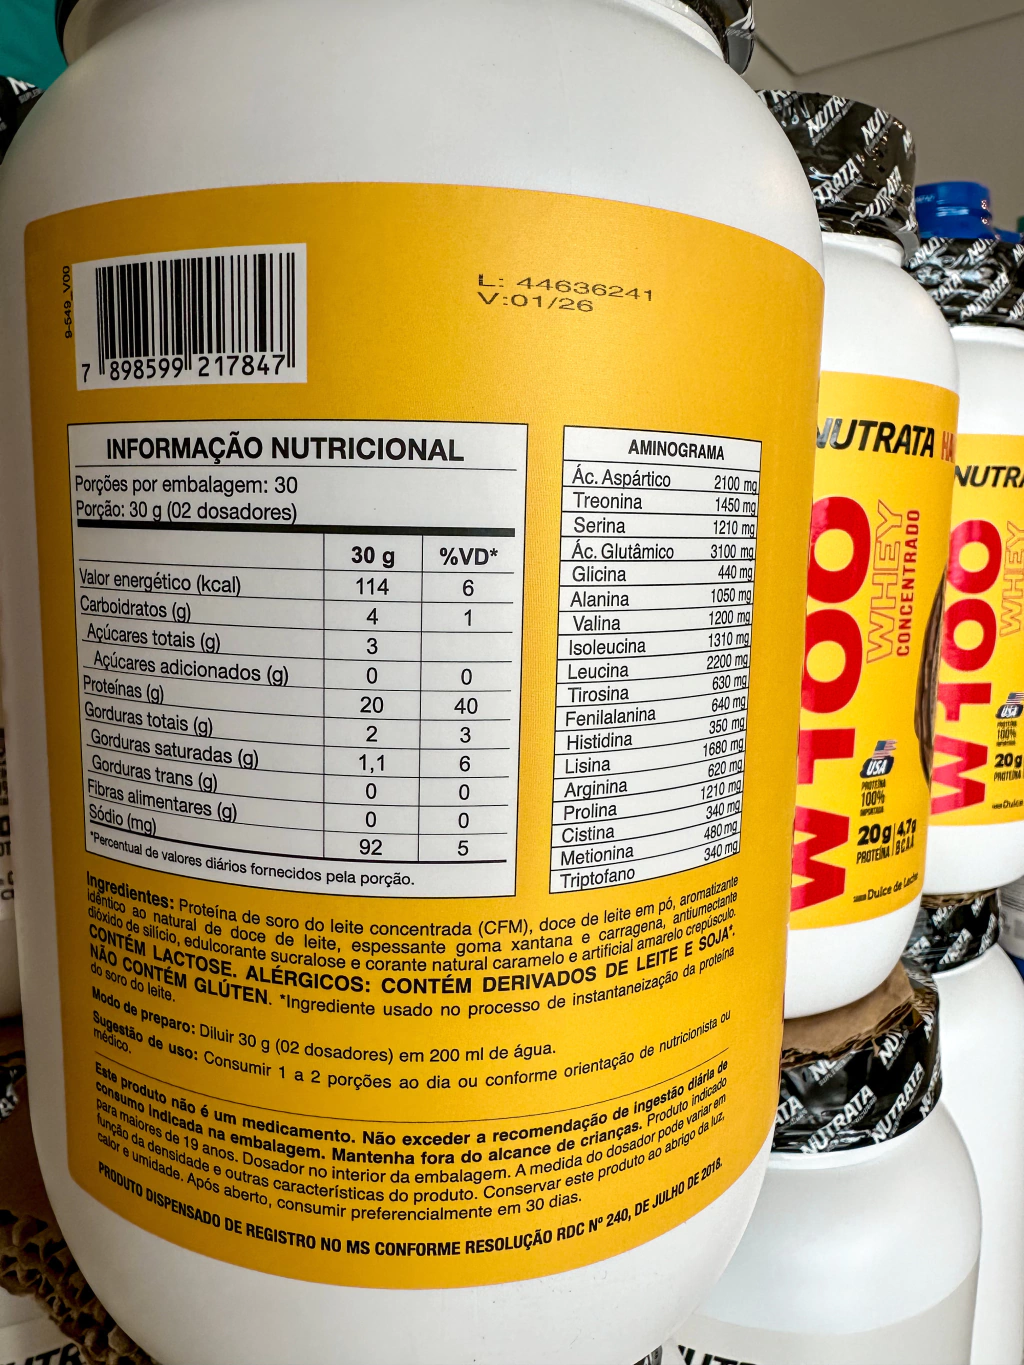 9-549_V00
7 898599 217847
L: 44636241
V:01/26
INFORMAÇÃO NUTRICIONAL
Porções por embalagem: 30
Porção: 30 g (02 dosadores)
30 g %VD*
Valor energético (kcal) 114 6
Carboidratos (g) 4 1
Açúcares totais (g) 3
Açúcares adicionados (g) 0 0
Proteínas (g) 20 40
Gorduras totais (g) 2 3
Gorduras saturadas (g) 1,1 6
Gorduras trans (g) 0 0
Fibras alimentares (g) 0 0
Sódio (mg) 92 5
*Percentual de valores diários fornecidos pela porção.
AMINOGRAMA
Ác. Aspártico 2100 mg
Treonina 1450 mg
Serina 1210 mg
Ác. Glutâmico 3100 mg
Glicina 440 mg
Alanina 1050 mg
Valina 1200 mg
Isoleucina 1310 mg
Leucina 2200 mg
Tirosina 630 mg
Fenilalanina 640 mg
Histidina 350 mg
Lisina 1680 mg
Arginina 620 mg
Prolina 1210 mg
Cistina 340 mg
Metionina 480 mg
Triptofano 340 mg
Ingredientes: Proteína de soro do leite concentrada (CFM), doce de leite em pó, aromatizante
idêntico ao natural de doce de leite, espessante goma xantana e carragena, antiumectante
dióxido de silício, edulcorante sucralose e corante natural caramelo e artificial amarelo crepúsculo.
CONTÉM LACTOSE. ALÉRGICOS: CONTÉM DERIVADOS DE LEITE E SOJA*.
NÃO CONTÉM GLÚTEN. *Ingrediente usado no processo de instantaneização da proteína
do soro do leite.
Modo de preparo: Diluir 30 g (02 dosadores) em 200 ml de água.
Sugestão de uso: Consumir 1 a 2 porções ao dia ou conforme orientação de nutricionista ou
médico.
Este produto não é um medicamento. Não exceder a recomendação de ingestão diária de
consumo indicada na embalagem. Mantenha fora do alcance de crianças. Produto indicado
para maiores de 19 anos. Dosador no interior da embalagem. A medida do dosador pode variar em
função da densidade e outras características do produto. Conservar este produto ao abrigo da luz,
calor e umidade. Após aberto, consumir preferencialmente em 30 dias.
PRODUTO DISPENSADO DE REGISTRO NO MS CONFORME RESOLUÇÃO RDC Nº 240, DE JULHO DE 2018.
NUTRATA
W100
WHEY
CONCENTRADO
USA
PROTEÍNA
100%
IMPORTADA
20g 4,7g
PROTEÍNA BCAA
SABOR Dulce de Leche
NUTRATA
W100
WHEY
USA
100%
20g
PROTEÍNA
NUTRATA
NUTRATA
NUTRATA
NUTRATA